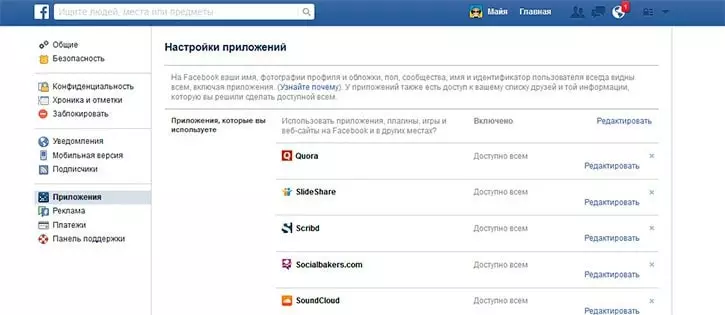 Ищите людей, места или предметы
Майя
Главная
1
Общие
Безопасность
Конфиденциальность
Хроника и отметки
Заблокировать
Уведомления
Мобильная версия
Подписчики
Приложения
Реклама
Платежи
Панель поддержки
Настройки приложений
На Facebook ваши имя, фотографии профиля и обложки, пол, сообщества, имя и идентификатор пользователя всегда видны
всем, включая приложения. (Узнайте почему). У приложений также есть доступ к вашему списку друзей и той информации,
которую вы решили сделать доступной всем.
Приложения, которые вы
используете
Использовать приложения, плагины, игры и
веб-сайты на Facebook и в других местах?
Включено
Редактировать
Quora
Доступно всем
×
Редактировать
SlideShare
Доступно всем
×
Редактировать
Scribd
Доступно всем
×
Редактировать
Socialbakers.com
Доступно всем
×
Редактировать
SoundCloud
Доступно всем
×
Редактировать